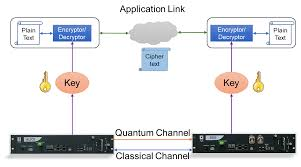 Application Link
Plain
Text
Encryptor/
Decryptor
Cipher
text
Encryptor/
Decryptor
Plain
Text
Key
Key
Quantum Channel
Classical Channel